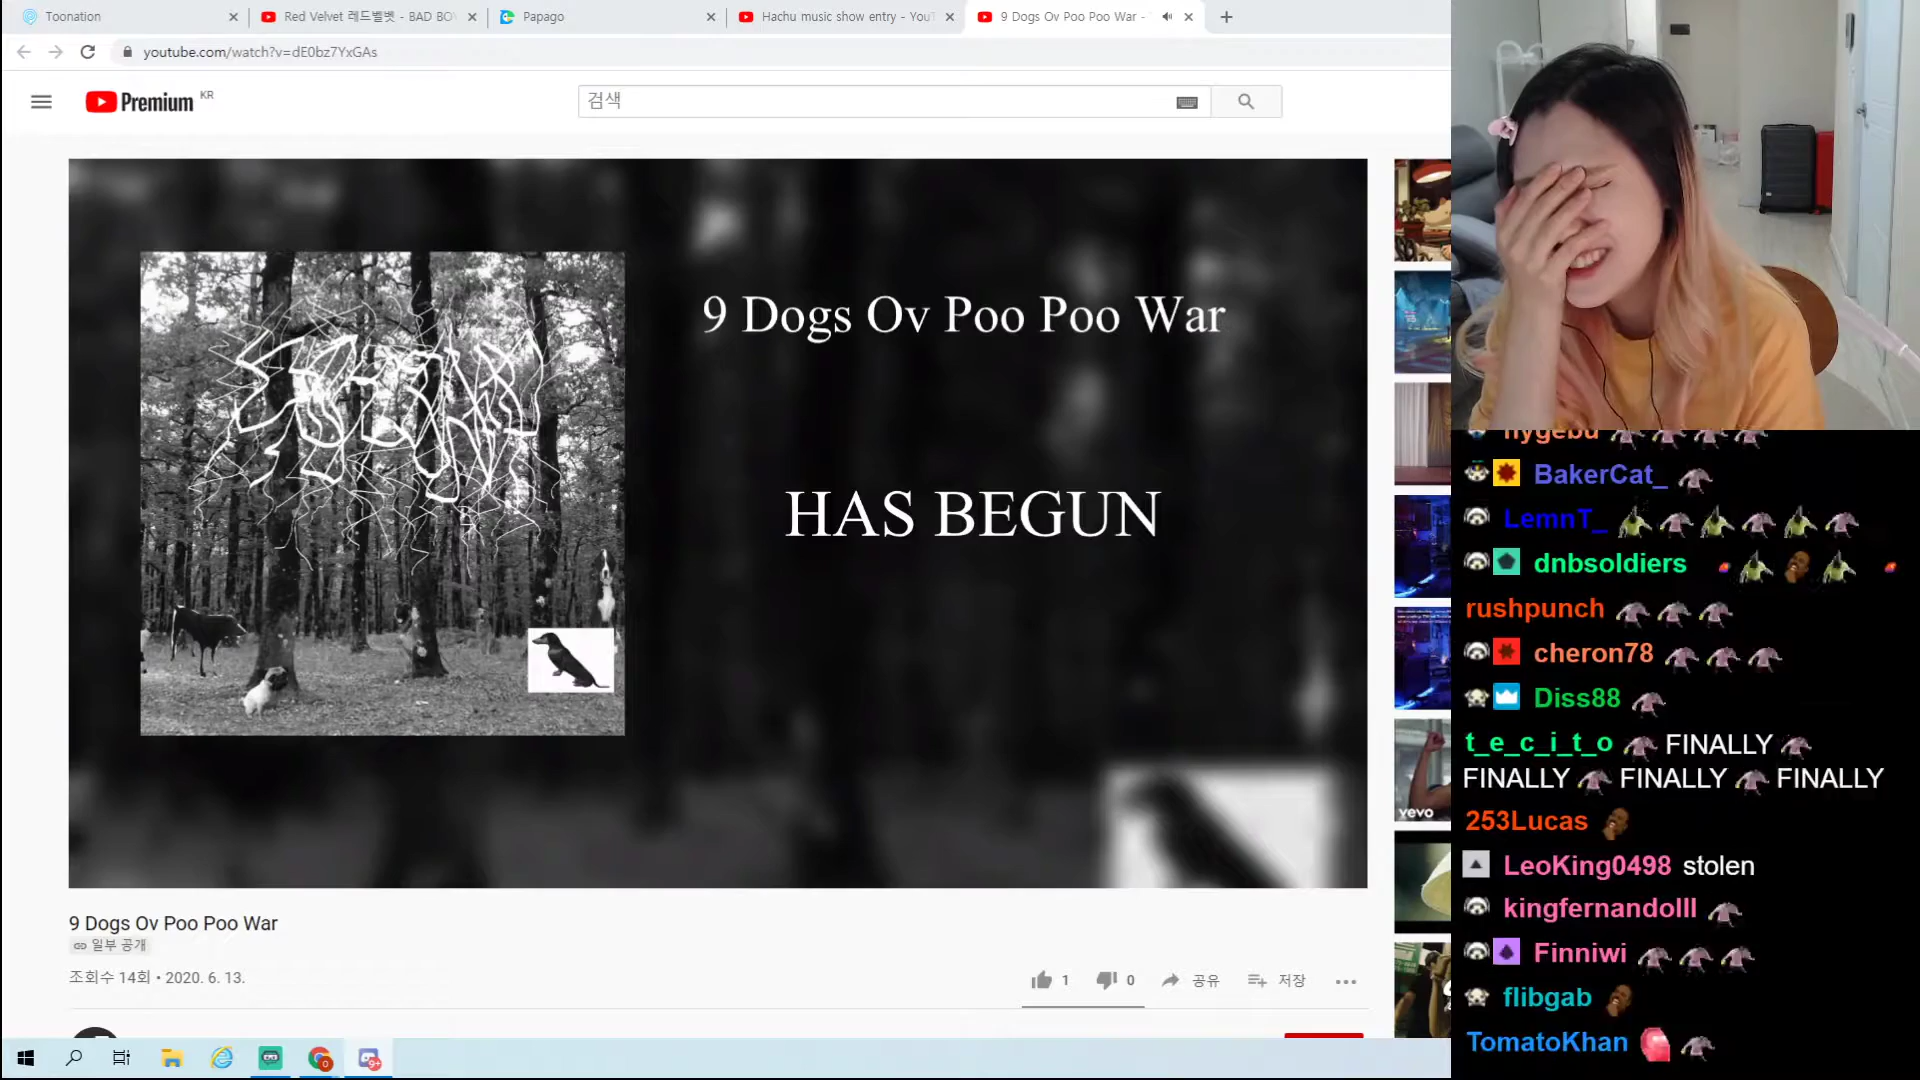 Toonation
Red Velvet 레드벨벳 - BAD BO
Papago
Hachu music show entry - YouT
9 Dogs Ov Poo Poo War -
youtube.com/watch?v=dE0bz7YxGAs
Premium KR
검색
9 Dogs Ov Poo Poo War
HAS BEGUN
vevo
9 Dogs Ov Poo Poo War
일부 공개
조회수 14회 • 2020. 6. 13.
1
0
공유
저장
BakerCat_
LemnT_
dnbsoldiers
rushpunch
cheron78
Diss88
t_e_c_i_t_o FINALLY
FINALLY FINALLY FINALLY
253Lucas
LeoKing0498 stolen
kingfernandolll
Finniwi
flibgab
TomatoKhan
9+